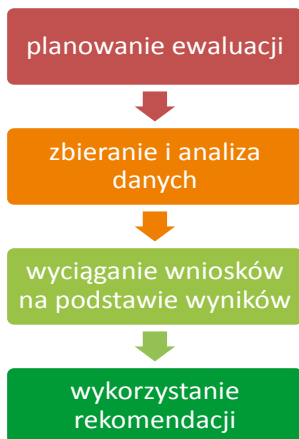 planowanie ewaluacji
zbieranie i analiza
danych
wyciąganie wniosków
na podstawie wyników
wykorzystanie
rekomendacji